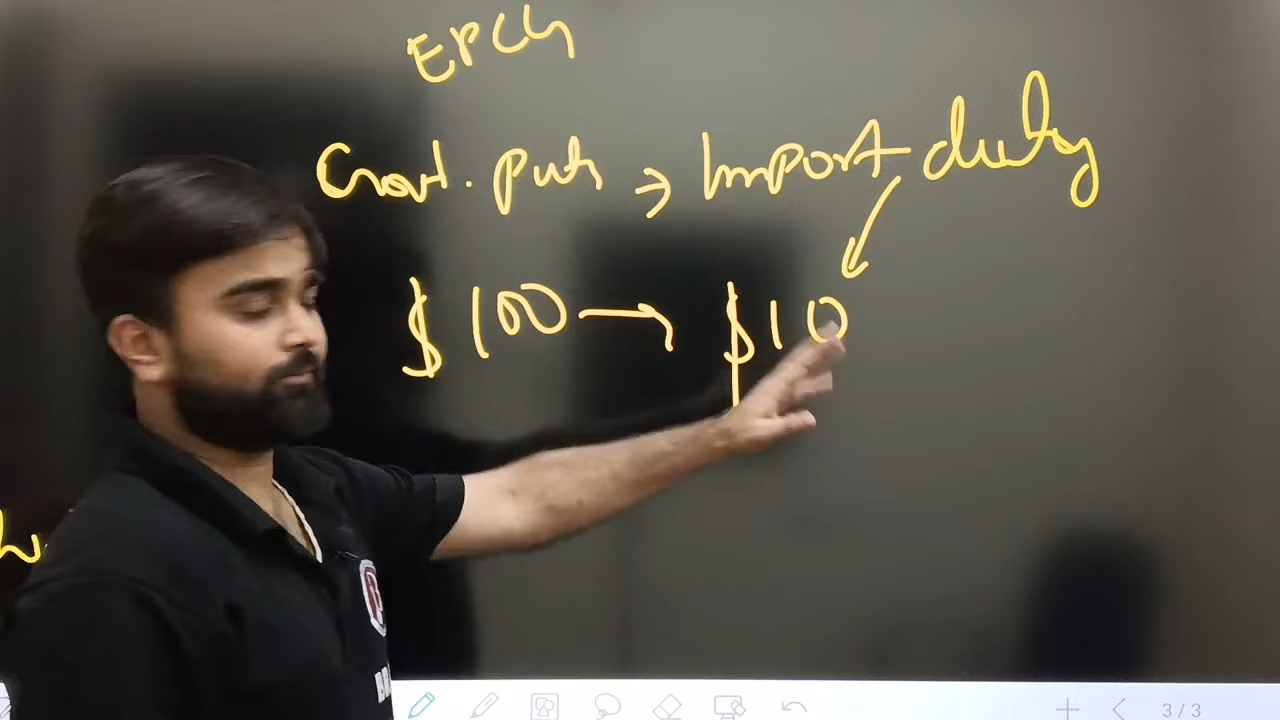 EPCG
Govt. puts → Import duty
$100 → $10
3/3